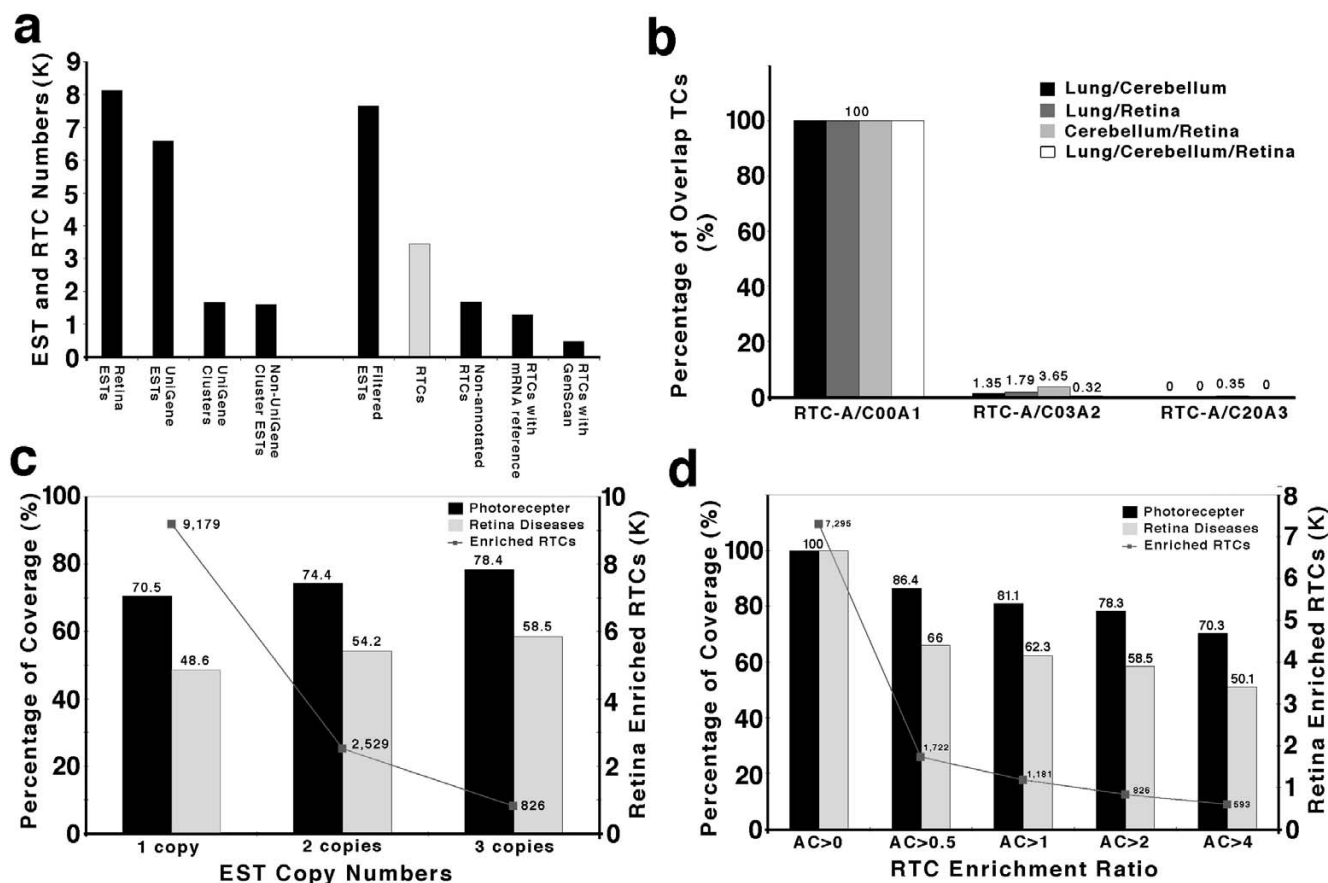 a
EST and RTC Numbers (K)
9
8
7
6
5
4
3
2
1
0
Retina
ESTs
UniGene
ESTs
UniGene
Clusters
Non-UniGene
Cluster ESTs
Filtered
ESTs
RTCs
Non-annotated
RTCs
RTCs with
mRNA reference
RTCs with
GenScan
b
Percentage of Overlap TCs
(%)
100
80
60
40
20
0
100
Lung/Cerebellum
Lung/Retina
Cerebellum/Retina
Lung/Cerebellum/Retina
1.35 1.79 3.65 0.32
0 0 0.35 0
RTC-A/C00A1 RTC-A/C03A2 RTC-A/C20A3
c
Percentage of Coverage (%)
100
80
60
40
20
0
Photorecepter
Retina Diseases
Enriched RTCs
9,179
70.5
48.6
74.4
54.2
2,529
78.4
58.5
826
10
8
6
4
2
0
Retina Enriched RTCs (K)
1 copy 2 copies 3 copies
EST Copy Numbers
d
Percentage of Coverage (%)
100
80
60
40
20
0
Photorecepter
Retina Diseases
Enriched RTCs
7,295
100
86.4
66
1,722
81.1
62.3
1,181
78.3
58.5
826
70.3
50.1
593
8
7
6
5
4
3
2
1
0
Retina Enriched RTCs (K)
AC>0 AC>0.5 AC>1 AC>2 AC>4
RTC Enrichment Ratio